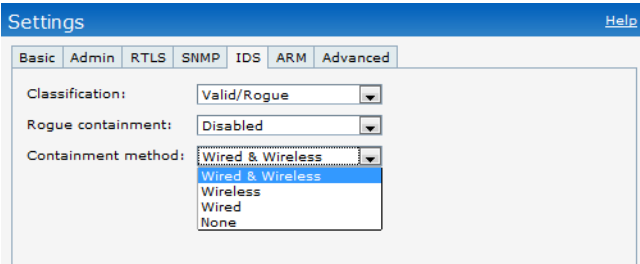 Settings Help
Basic Admin RTLS SNMP IDS ARM Advanced
Classification: Valid/Rogue
Rogue containment: Disabled
Containment method: Wired & Wireless
Wired & Wireless
Wireless
Wired
None